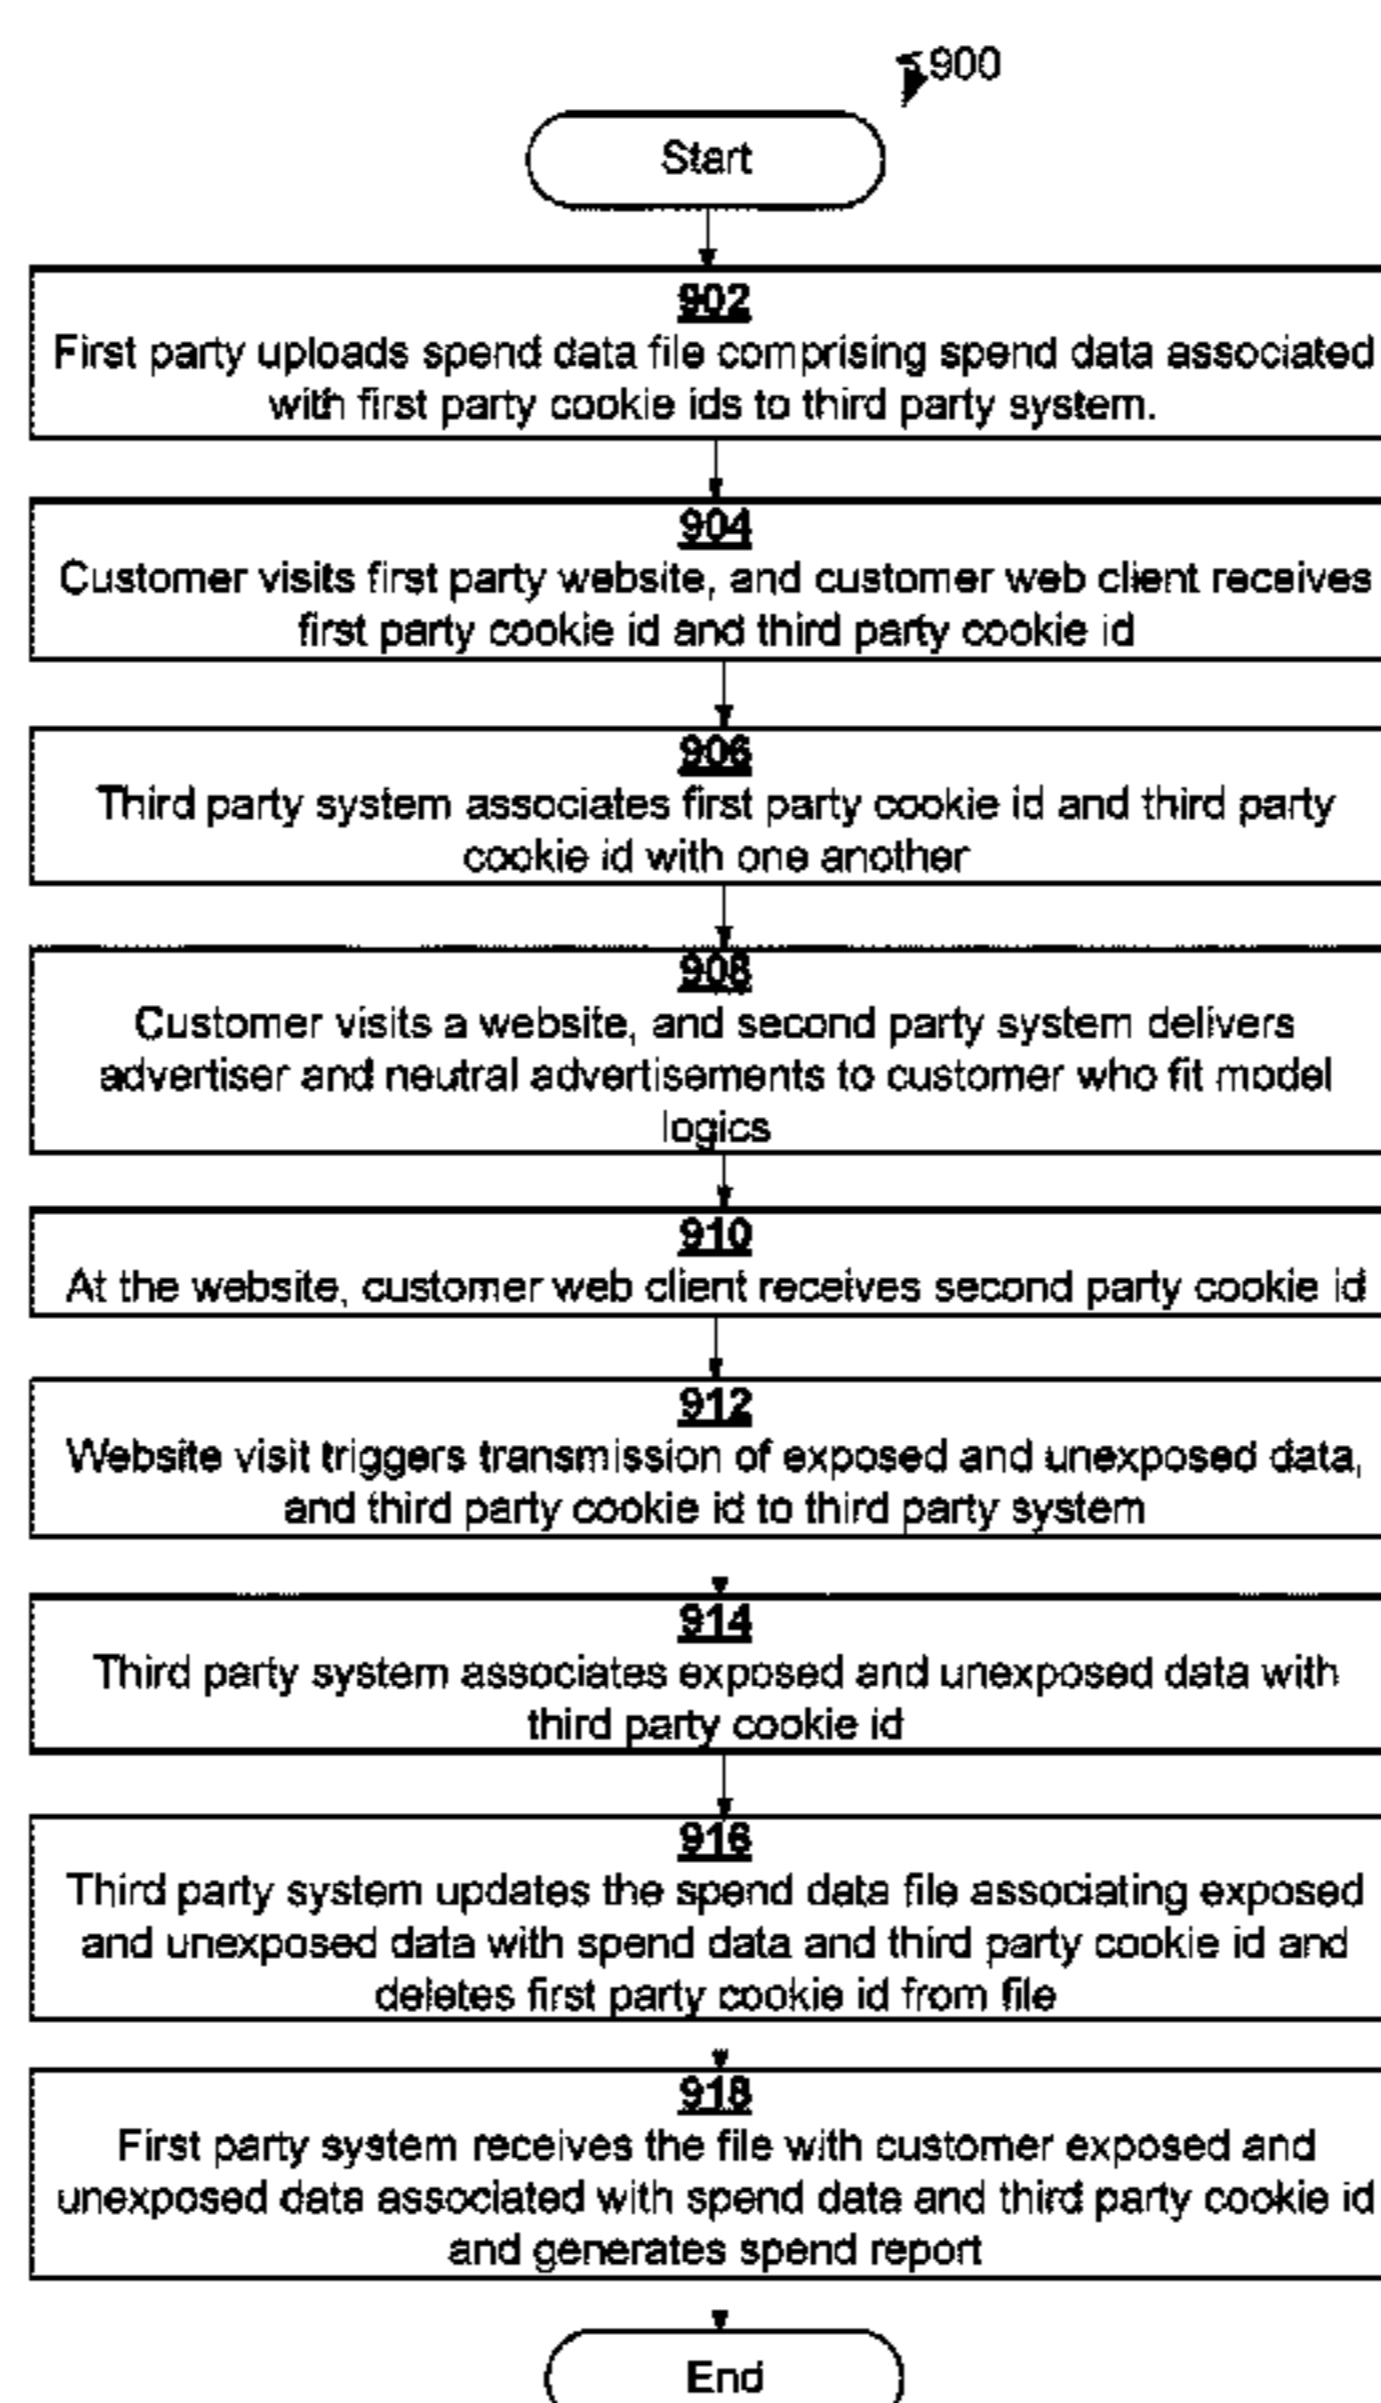 900
Start
902
First party uploads spend data file comprising spend data associated
with first party cookie ids to third party system.
904
Customer visits first party website, and customer web client receives
first party cookie id and third party cookie id
906
Third party system associates first party cookie id and third party
cookie id with one another
908
Customer visits a website, and second party system delivers
advertiser and neutral advertisements to customer who fit model
logics
910
At the website, customer web client receives second party cookie id
912
Website visit triggers transmission of exposed and unexposed data,
and third party cookie id to third party system
914
Third party system associates exposed and unexposed data with
third party cookie id
916
Third party system updates the spend data file associating exposed
and unexposed data with spend data and third party cookie id and
deletes first party cookie id from file
918
First party system receives the file with customer exposed and
unexposed data associated with spend data and third party cookie id
and generates spend report
End